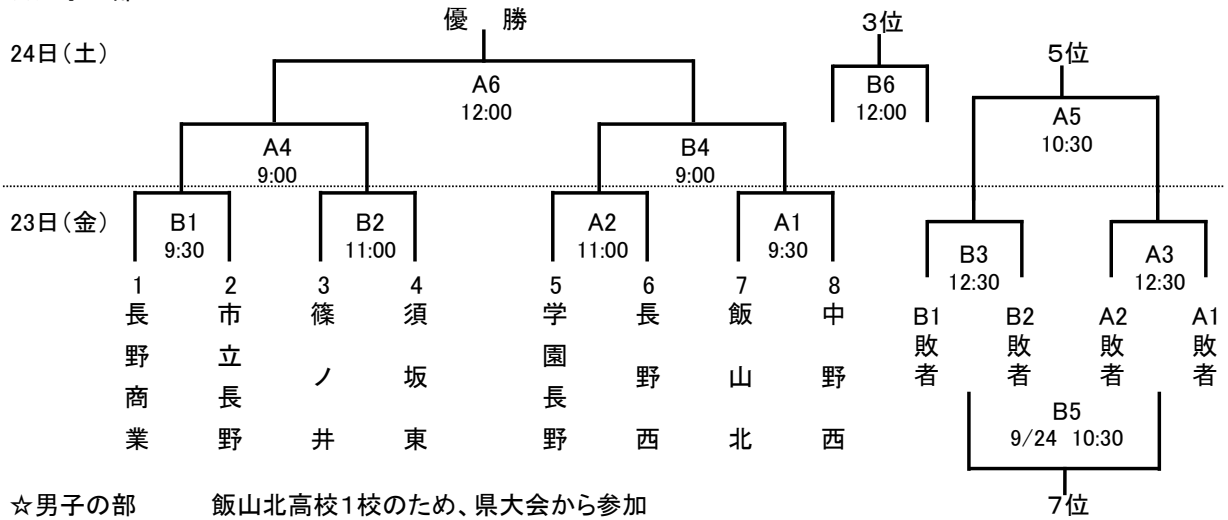 優　勝
3位
24日(土)
5位
A6
12:00
B6
12:00
A5
10:30
A4
9:00
B4
9:00
23日(金)
B1
9:30
B2
11:00
A2
11:00
A1
9:30
B3
12:30
A3
12:30
1 長野商業
2 市立長野
3 篠ノ井
4 須坂東
5 学園長野
6 長野西
7 飯山北
8 中野西
B1敗者
B2敗者
A2敗者
A1敗者
B5
9/24 10:30
☆男子の部　飯山北高校1校のため、県大会から参加
7位